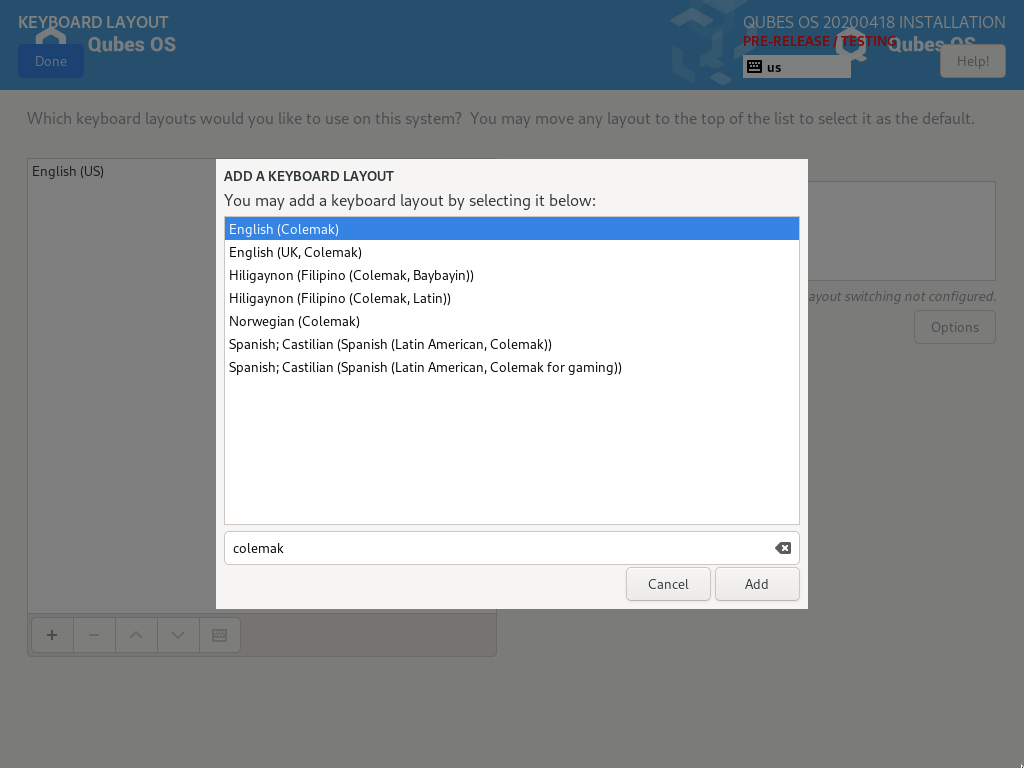 KEYBOARD LAYOUT
Qubes OS
Done
QUBES OS 20200418 INSTALLATION
PRE-RELEASE / TESTING
Qubes OS
us
Help!
Which keyboard layouts would you like to use on this system?  You may move any layout to the top of the list to select it as the default.
English (US)
ADD A KEYBOARD LAYOUT
You may add a keyboard layout by selecting it below:
English (Colemak)
English (UK, Colemak)
Hiligaynon (Filipino (Colemak, Baybayin))
Hiligaynon (Filipino (Colemak, Latin))
Norwegian (Colemak)
Spanish; Castilian (Spanish (Latin American, Colemak))
Spanish; Castilian (Spanish (Latin American, Colemak for gaming))
colemak
Cancel
Add
ayout switching not configured.
Options